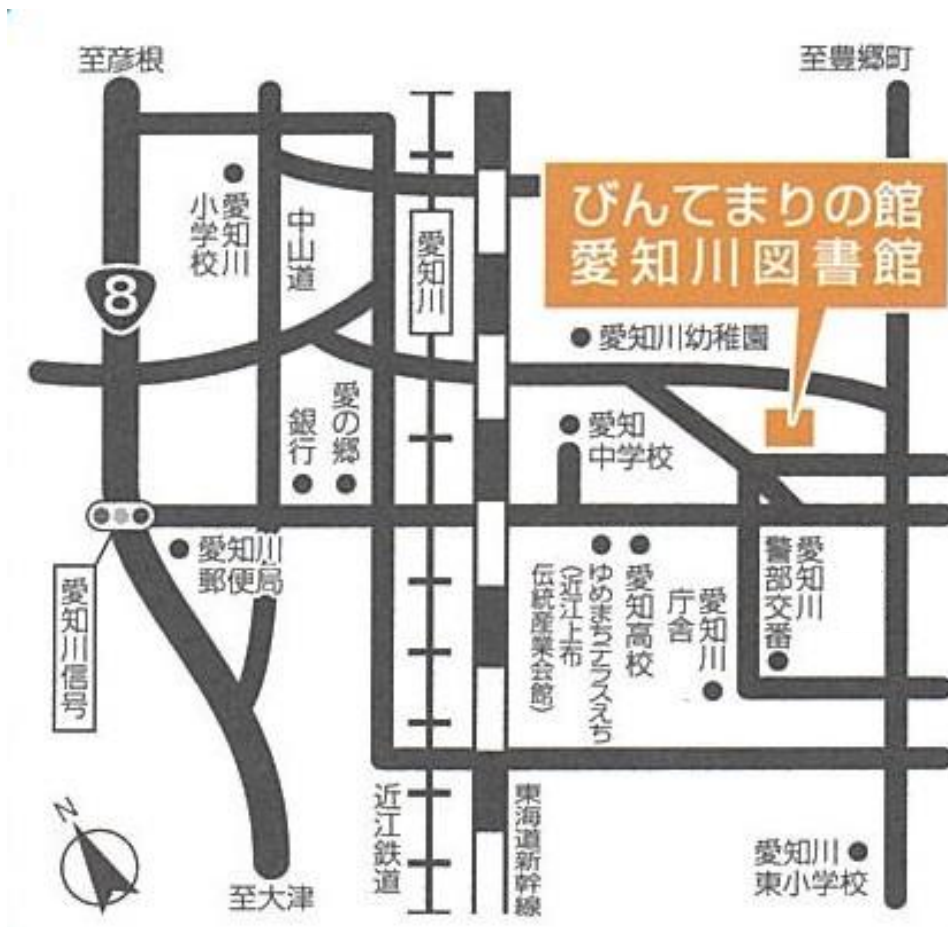 至彦根
至豊郷町
びんてまりの館
愛知川図書館
愛知川
小学校
中山道
愛知川
8
愛知川幼稚園
愛の郷
銀行
愛知
中学校
愛知川
郵便局
愛知川信号
ゆめまちテラスえち
(近江上布
伝統産業会館)
愛知高校
愛知川
庁舎
愛知川
警部交番
近江鉄道
東海道新幹線
N
至大津
愛知川
東小学校